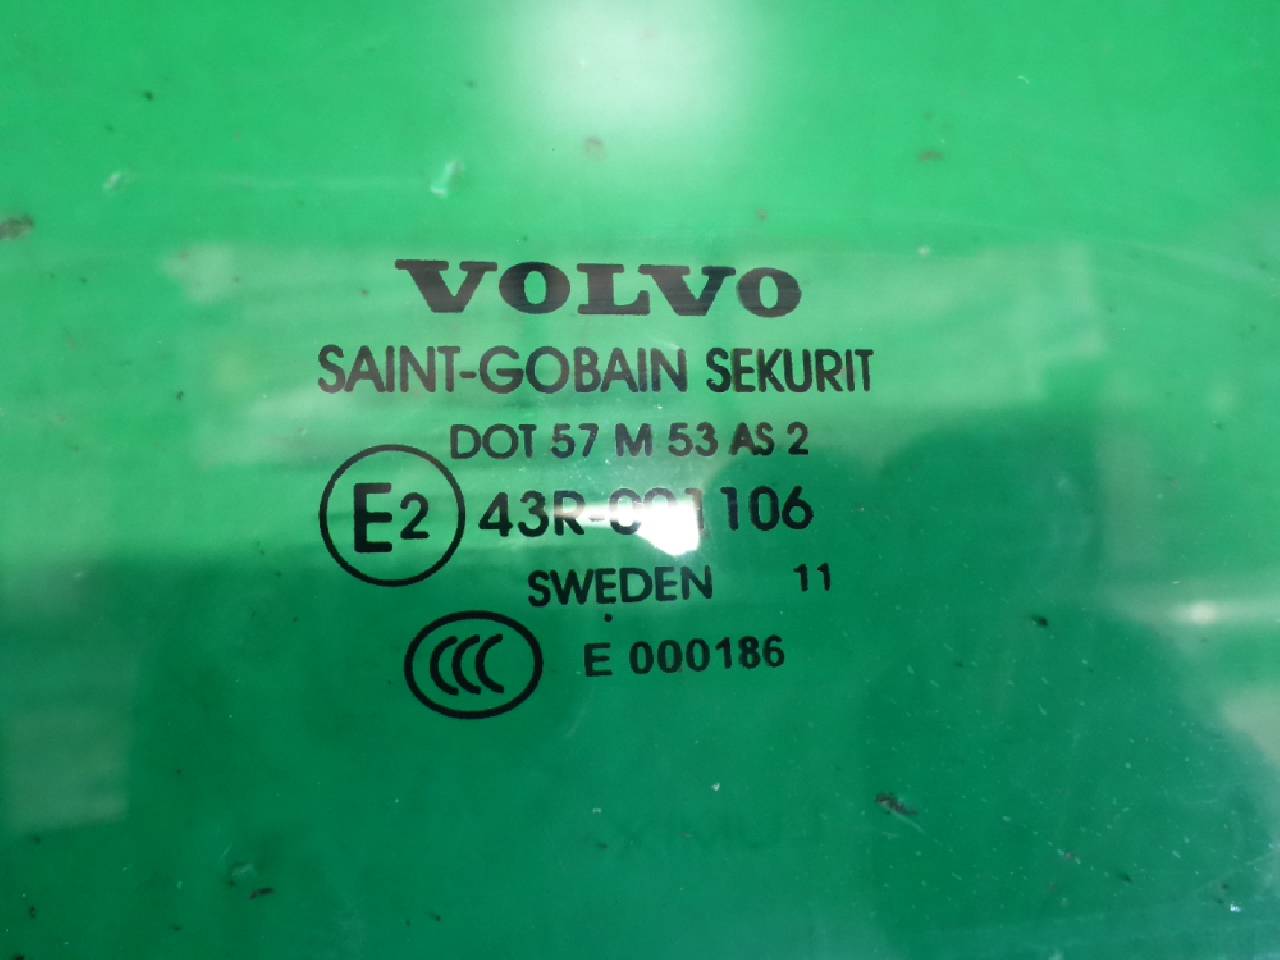 VOLVO
SAINT-GOBAIN SEKURIT
DOT 57 M 53 AS 2
E2 43R-001106
SWEDEN 11
CCC E 000186